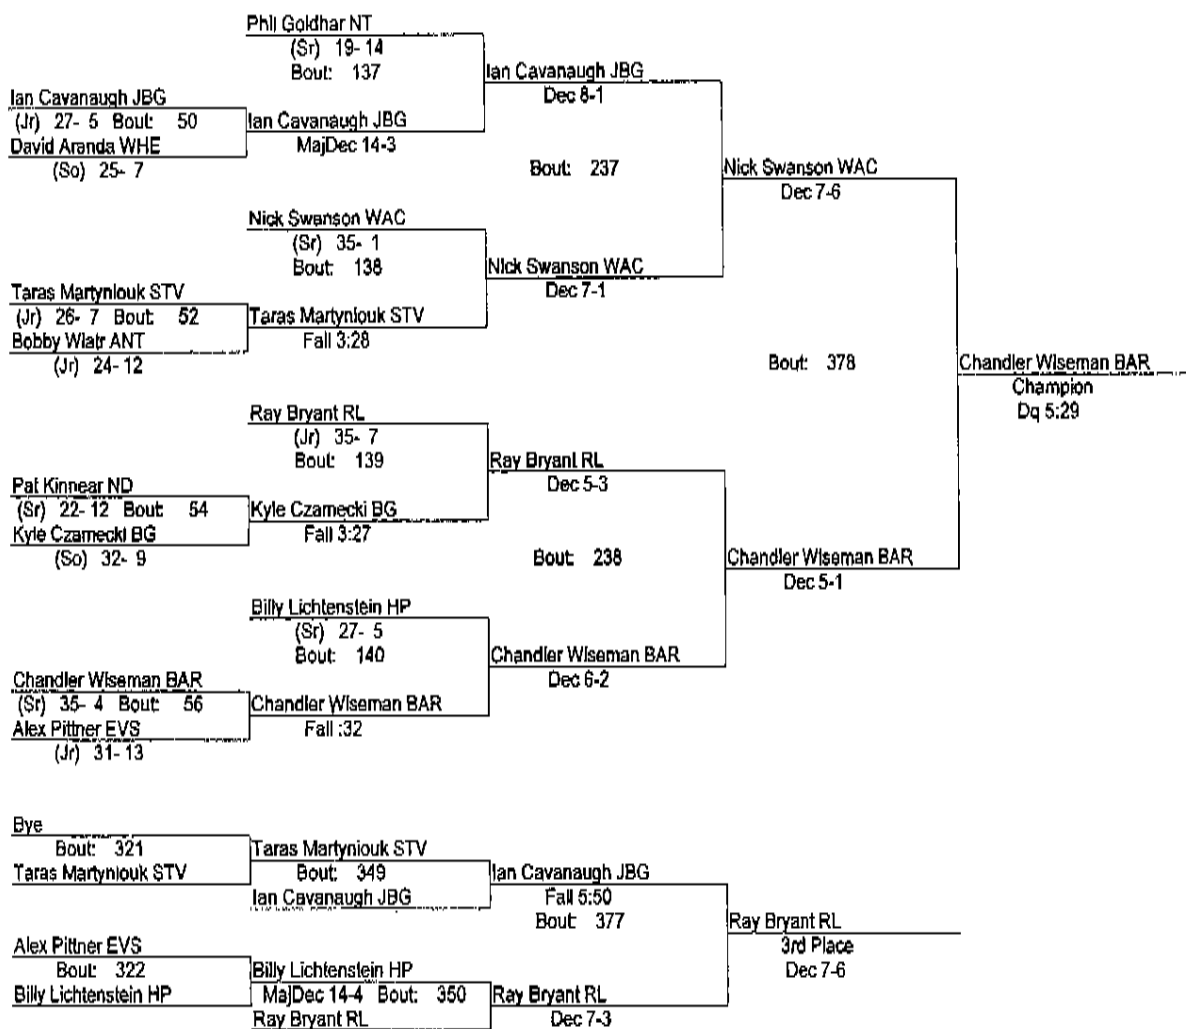 Phil Goldhar NT
(Sr) 19- 14
Bout: 137
Ian Cavanaugh JBG
Dec 8-1
Ian Cavanaugh JBG
(Jr) 27- 5 Bout: 50
Ian Cavanaugh JBG
MajDec 14-3
David Aranda WHE
(So) 25- 7
Bout: 237
Nick Swanson WAC
Dec 7-6
Nick Swanson WAC
(Sr) 35- 1
Bout: 138
Nick Swanson WAC
Dec 7-1
Taras Martyniouk STV
(Jr) 26- 7 Bout: 52
Taras Martyniouk STV
Fall 3:28
Bobby Wiatr ANT
(Jr) 24- 12
Bout: 378
Chandler Wiseman BAR
Champion
Dq 5:29
Ray Bryant RL
(Jr) 35- 7
Bout: 139
Ray Bryant RL
Dec 5-3
Pat Kinnear ND
(Sr) 22- 12 Bout: 54
Kyle Czarnecki BG
Fall 3:27
Kyle Czarnecki BG
(So) 32- 9
Bout: 238
Chandler Wiseman BAR
Dec 5-1
Billy Lichtenstein HP
(Sr) 27- 5
Bout: 140
Chandler Wiseman BAR
Dec 6-2
Chandler Wiseman BAR
(Sr) 35- 4 Bout: 56
Chandler Wiseman BAR
Fall :32
Alex Pittner EVS
(Jr) 31- 13
Bye
Bout: 321
Taras Martyniouk STV
Taras Martyniouk STV
Bout: 349
Ian Cavanaugh JBG
Ian Cavanaugh JBG
Fall 5:50
Bout: 377
Ray Bryant RL
3rd Place
Dec 7-6
Alex Pittner EVS
Bout: 322
Billy Lichtenstein HP
Billy Lichtenstein HP
MajDec 14-4 Bout: 350
Ray Bryant RL
Ray Bryant RL
Dec 7-3